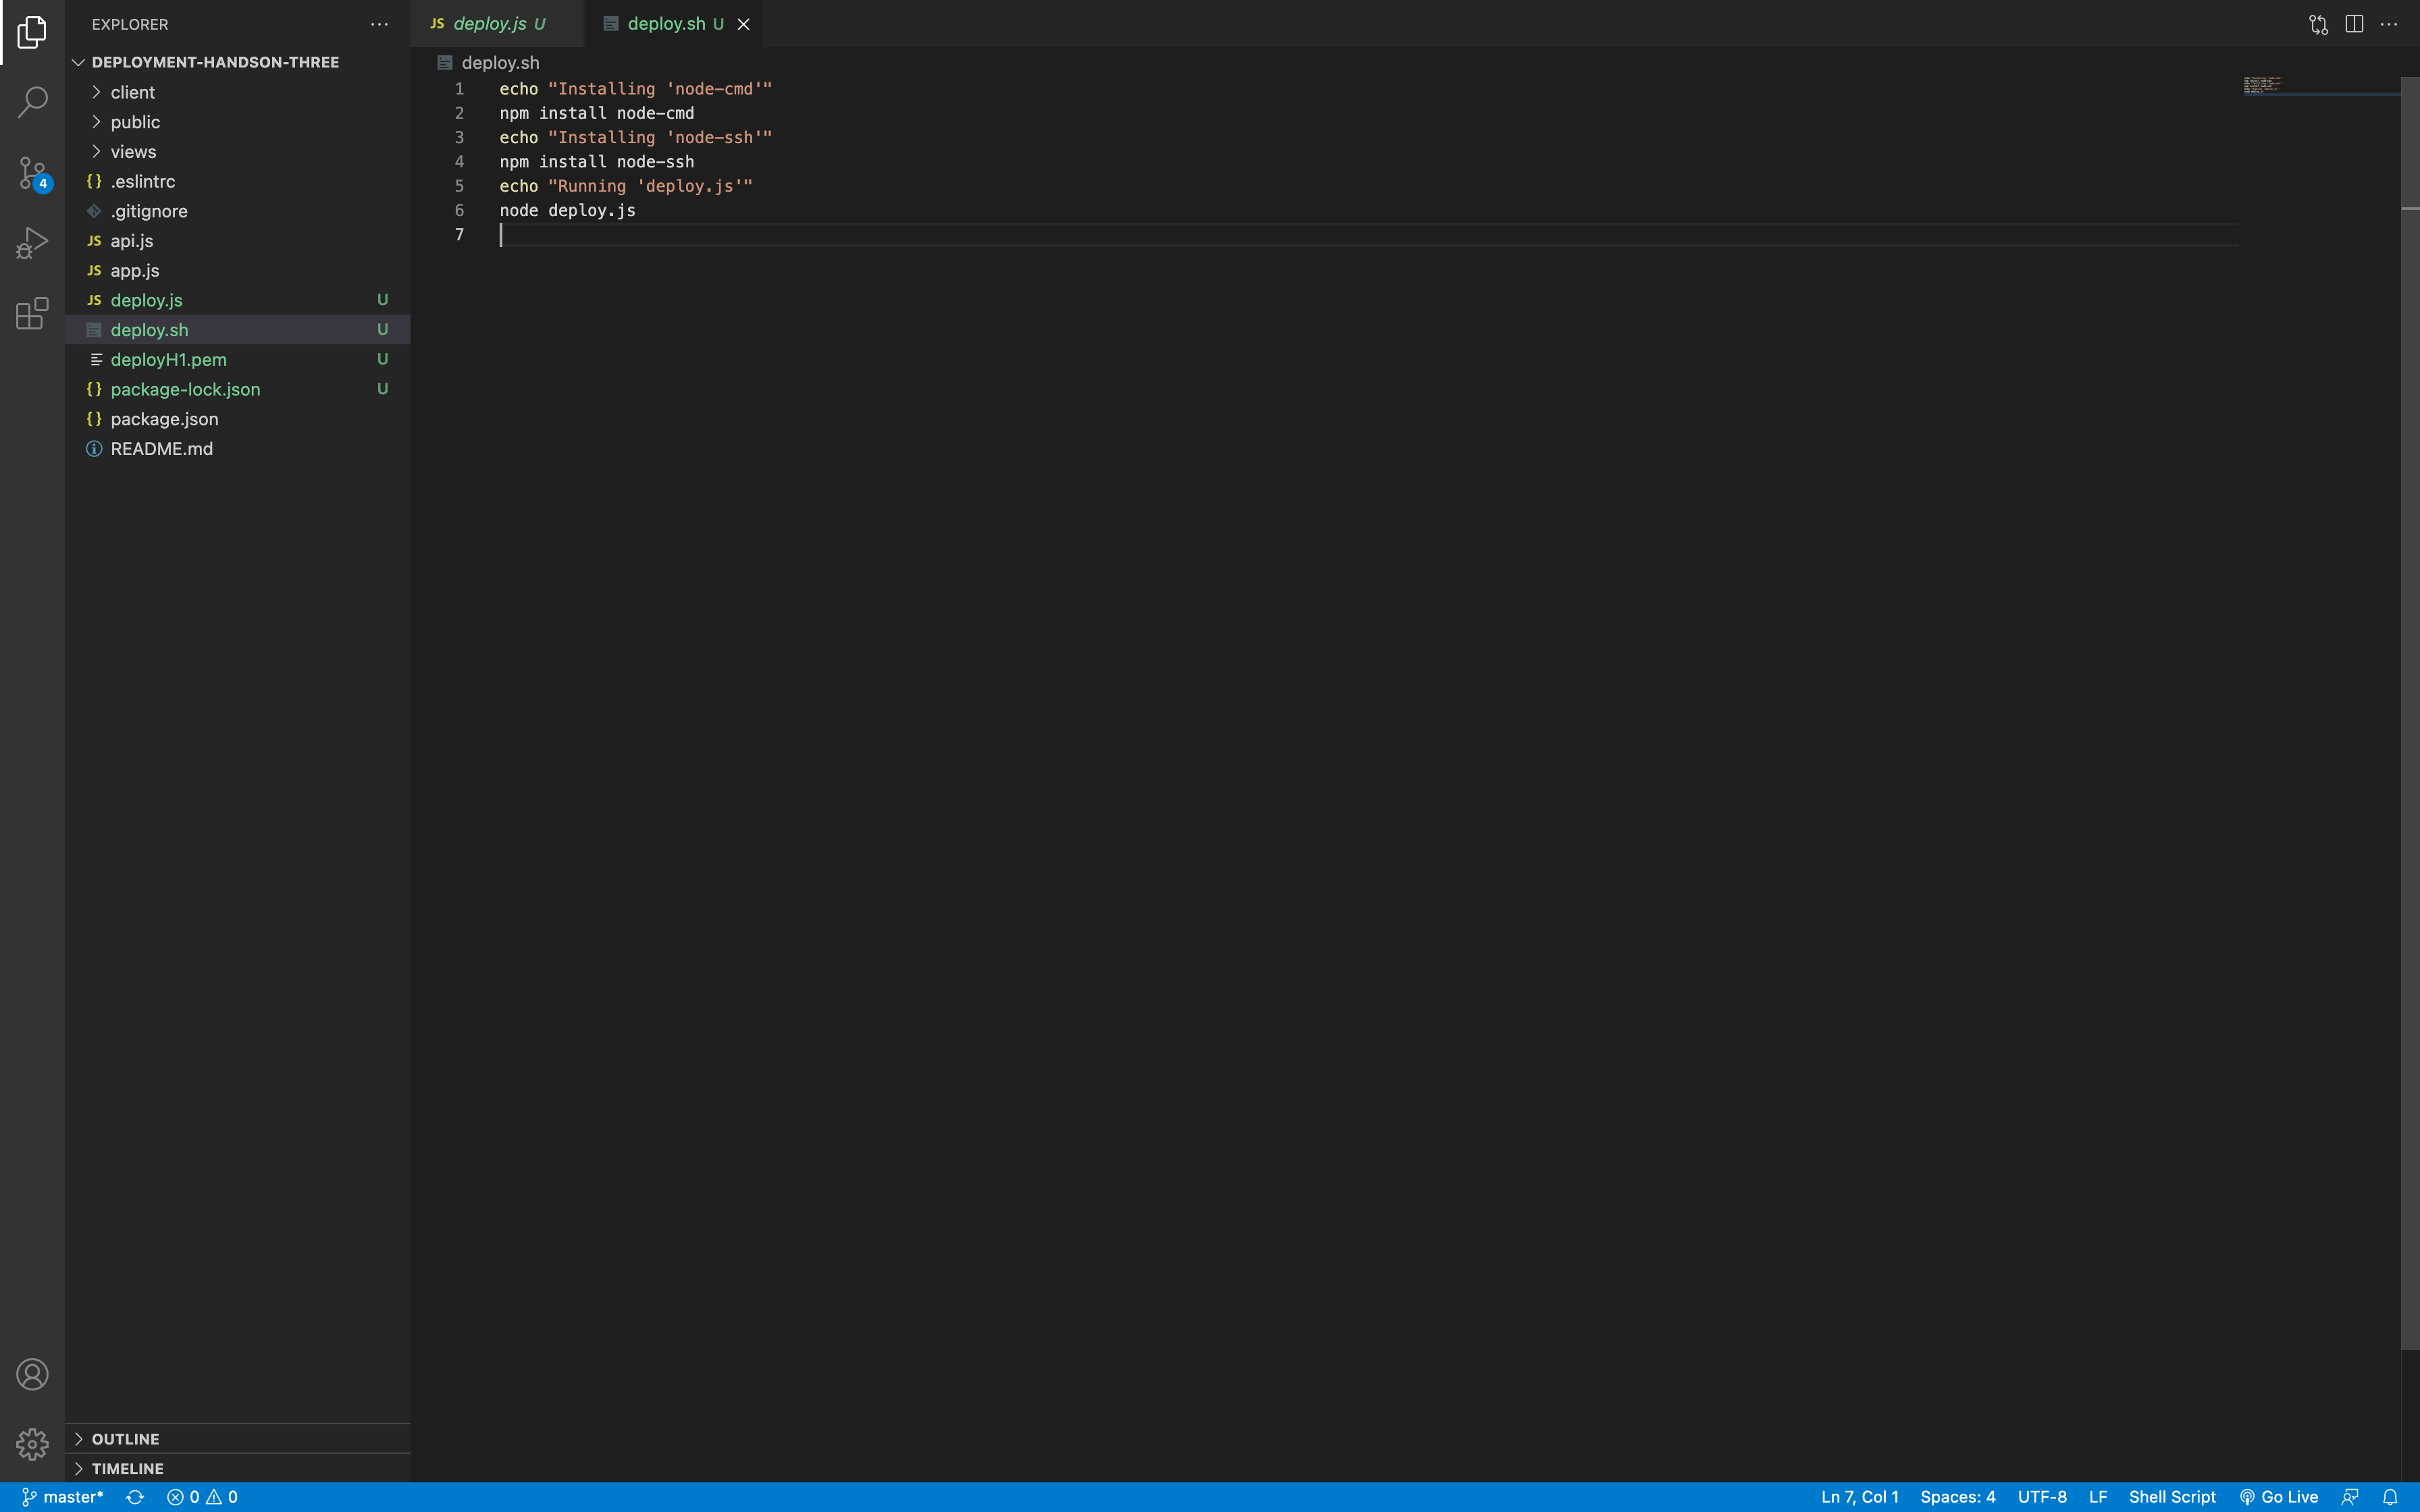 EXPLORER
DEPLOYMENT-HANDSON-THREE
client
public
views
{} .eslintrc
.gitignore
JS api.js
JS app.js
JS deploy.js U
deploy.sh U
deployH1.pem U
{} package-lock.json U
{} package.json
README.md
OUTLINE
TIMELINE
4
JS deploy.js U
deploy.sh U
deploy.sh
1 echo "Installing 'node-cmd'"
2 npm install node-cmd
3 echo "Installing 'node-ssh'"
4 npm install node-ssh
5 echo "Running 'deploy.js'"
6 node deploy.js
7
master* 0 0 Ln 7, Col 1 Spaces: 4 UTF-8 LF Shell Script Go Live